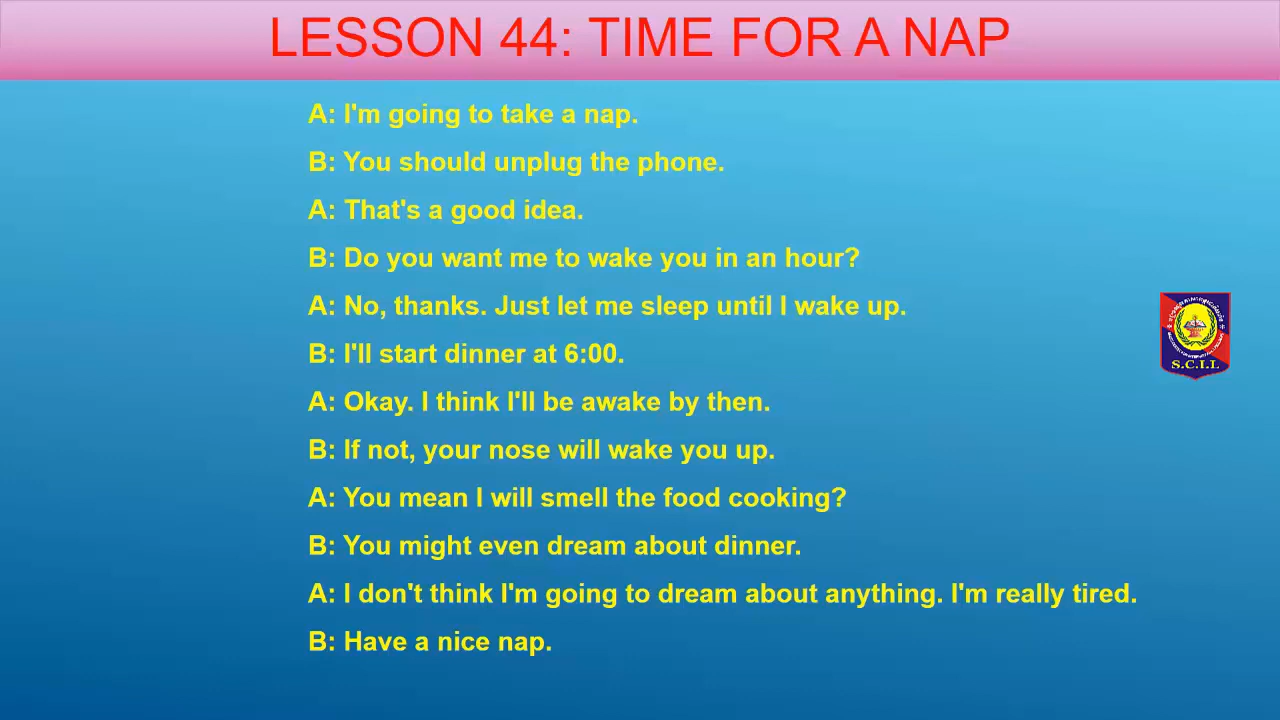 LESSON 44: TIME FOR A NAP
A: I'm going to take a nap.
B: You should unplug the phone.
A: That's a good idea.
B: Do you want me to wake you in an hour?
A: No, thanks. Just let me sleep until I wake up.
B: I'll start dinner at 6:00.
A: Okay. I think I'll be awake by then.
B: If not, your nose will wake you up.
A: You mean I will smell the food cooking?
B: You might even dream about dinner.
A: I don't think I'm going to dream about anything. I'm really tired.
B: Have a nice nap.
S.C.I.L